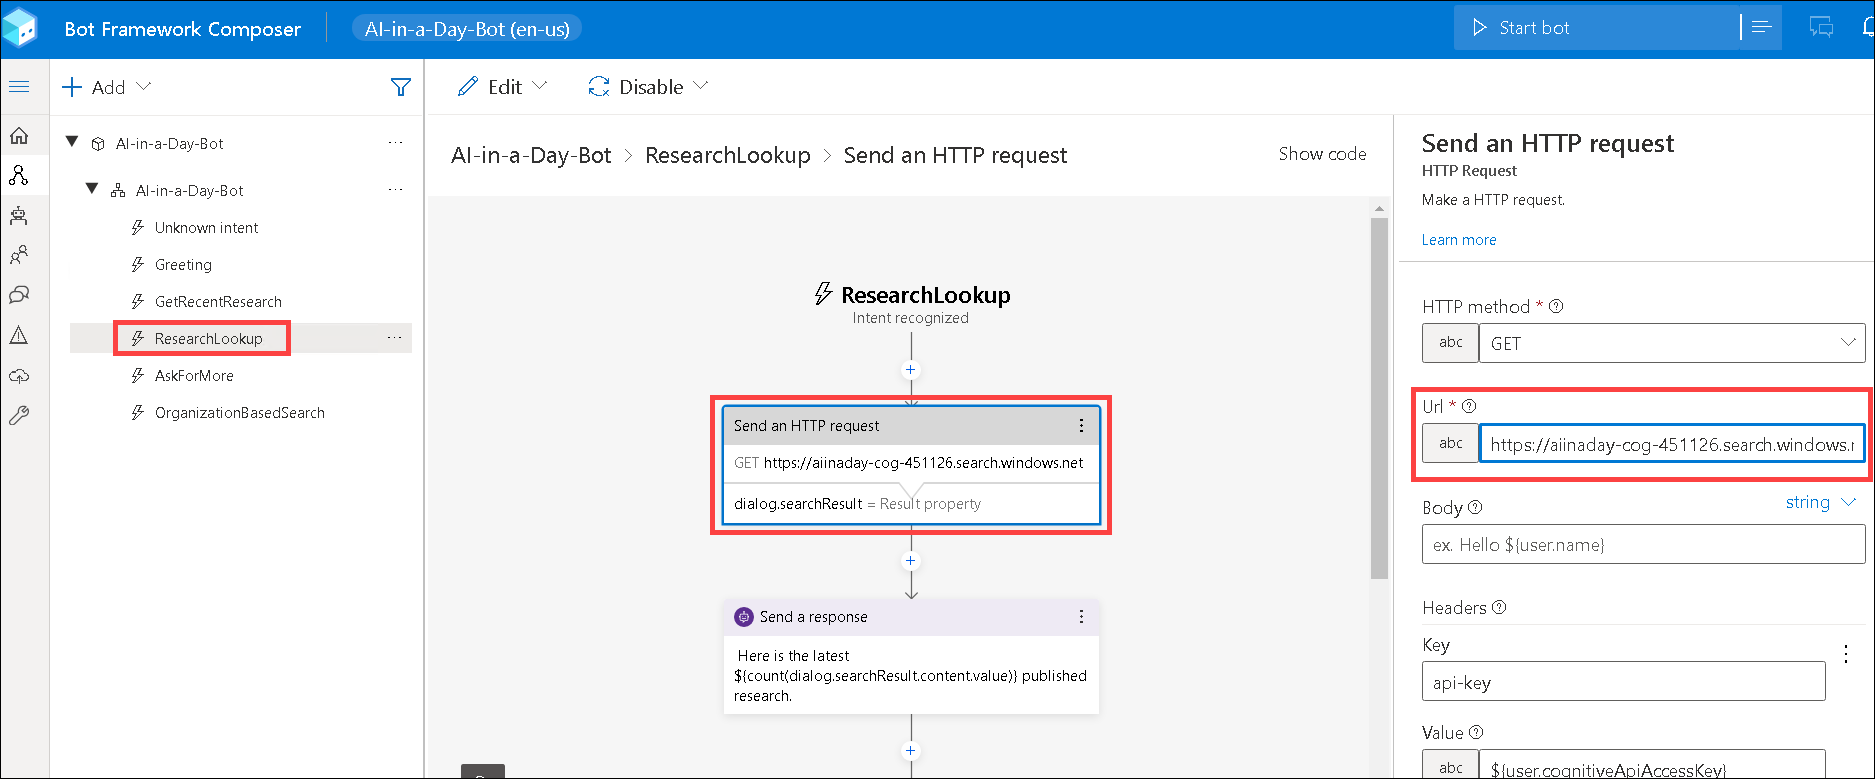 Bot Framework Composer
AI-in-a-Day-Bot (en-us)
Start bot
Add
Edit
Disable
AI-in-a-Day-Bot
AI-in-a-Day-Bot
Unknown intent
Greeting
GetRecentResearch
ResearchLookup
AskForMore
OrganizationBasedSearch
AI-in-a-Day-Bot > ResearchLookup > Send an HTTP request
Show code
ResearchLookup
Intent recognized
Send an HTTP request
GET https://aiinaday-cog-451126.search.windows.net
dialog.searchResult = Result property
Send a response
Here is the latest
${count(dialog.searchResult.content.value)} published
research.
Send an HTTP request
HTTP Request
Make a HTTP request.
Learn more
HTTP method *
abc GET
Url *
abc https://aiinaday-cog-451126.search.windows.
Body
string
ex. Hello ${user.name}
Headers
Key
api-key
Value
abc ${user.cognitiveApiAccessKey}